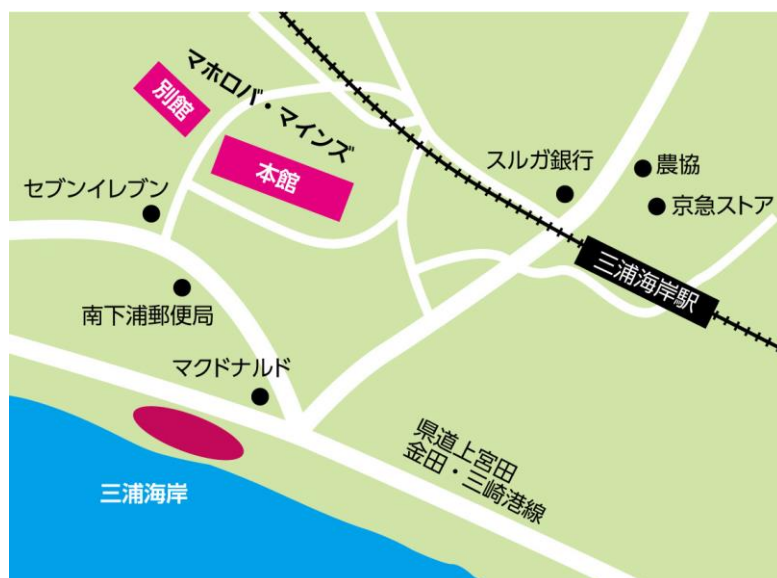 マホロバ・マインズ
別館
本館
セブンイレブン
スルガ銀行
農協
京急ストア
三浦海岸駅
南下浦郵便局
マクドナルド
県道上宮田
金田・三崎港線
三浦海岸